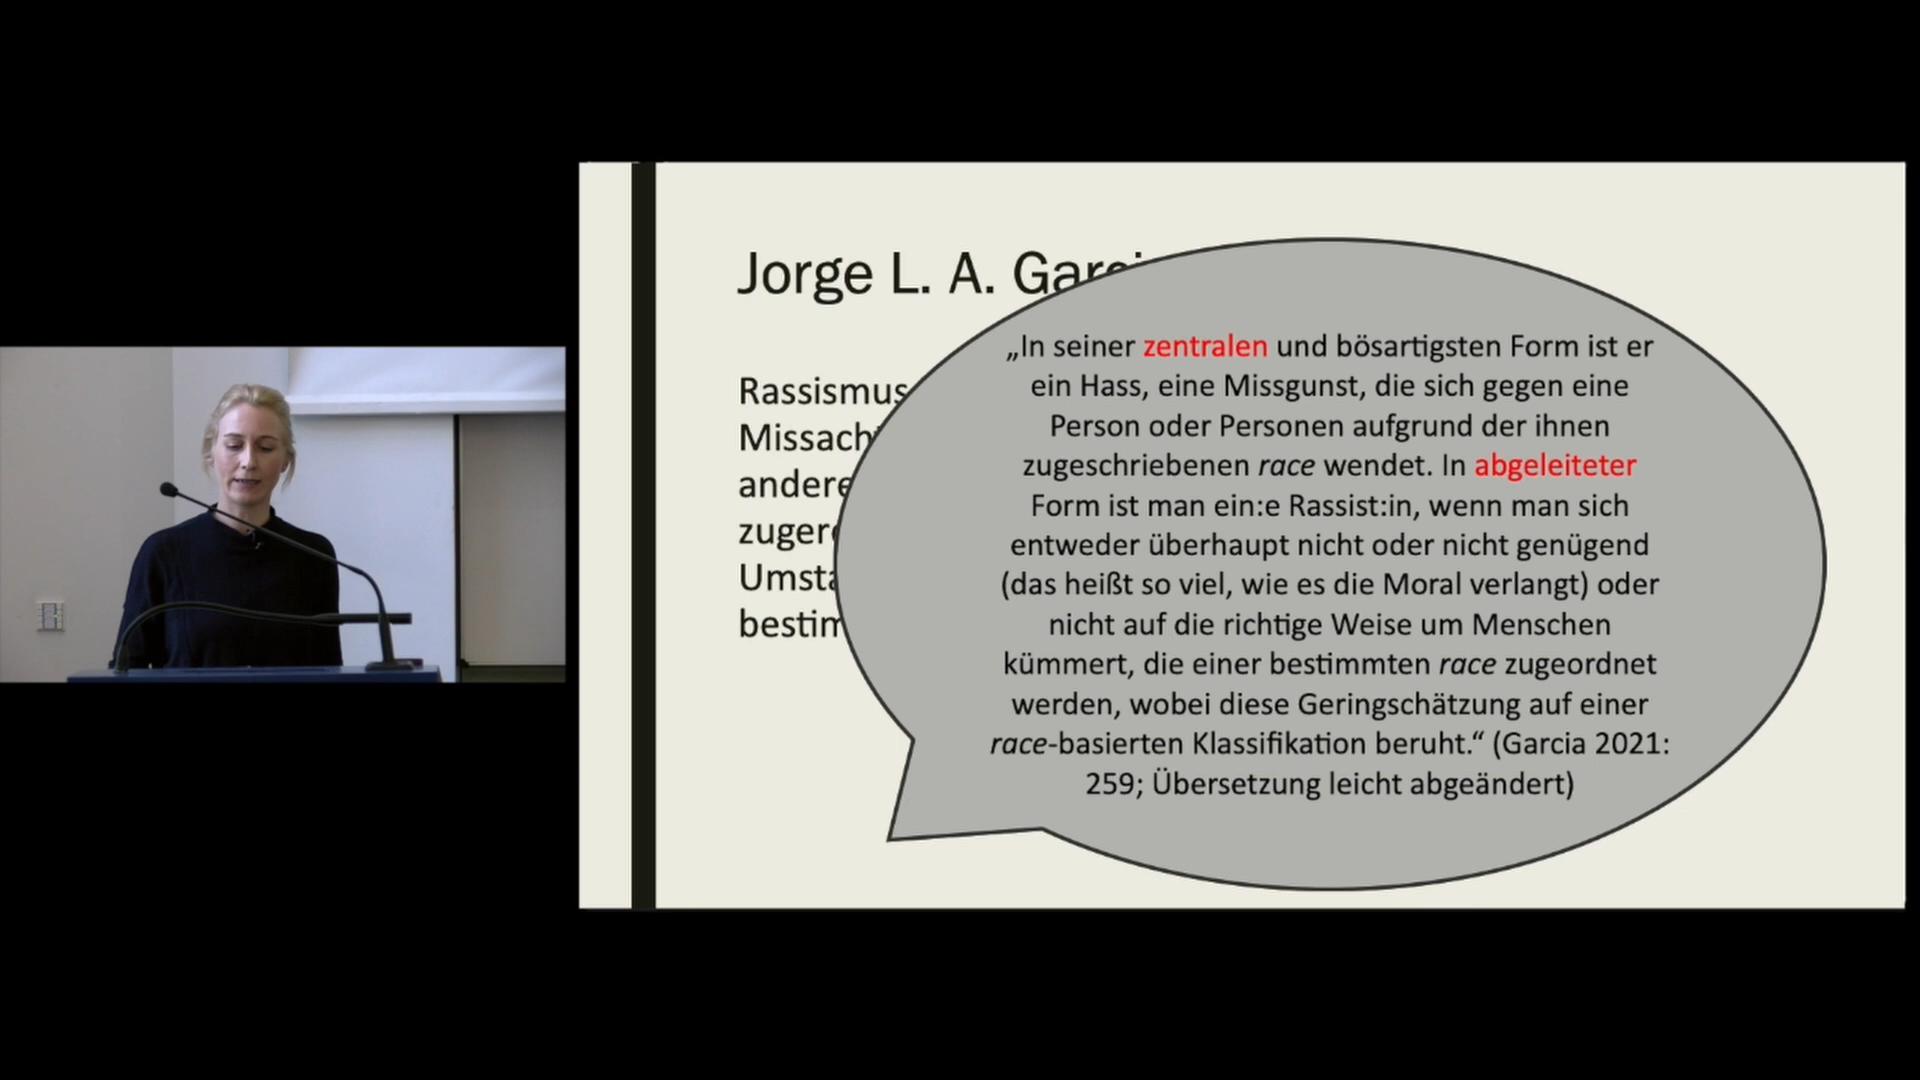 Jorge L. A. Garcia
Rassismus
Missach
andere
zuger
Umsta
bestim
„In seiner zentralen und bösartigsten Form ist er
ein Hass, eine Missgunst, die sich gegen eine
Person oder Personen aufgrund der ihnen
zugeschriebenen race wendet. In abgeleiteter
Form ist man ein:e Rassist:in, wenn man sich
entweder überhaupt nicht oder nicht genügend
(das heißt so viel, wie es die Moral verlangt) oder
nicht auf die richtige Weise um Menschen
kümmert, die einer bestimmten race zugeordnet
werden, wobei diese Geringschätzung auf einer
race-basierten Klassifikation beruht.“ (Garcia 2021:
259; Übersetzung leicht abgeändert)